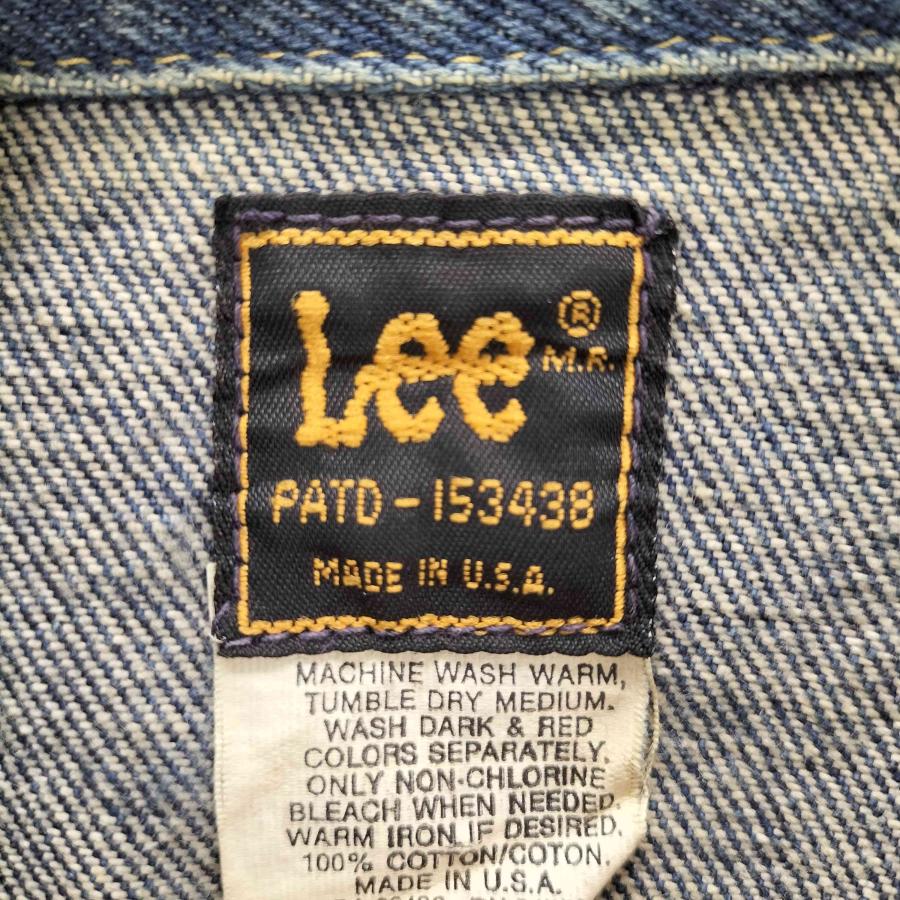 Lee ®
M.R.
PATD-153438
MADE IN U.S.A.
MACHINE WASH WARM,
TUMBLE DRY MEDIUM.
WASH DARK & RED
COLORS SEPARATELY.
ONLY NON-CHLORINE
BLEACH WHEN NEEDED.
WARM IRON IF DESIRED.
100% COTTON/COTON.
MADE IN U.S.A.